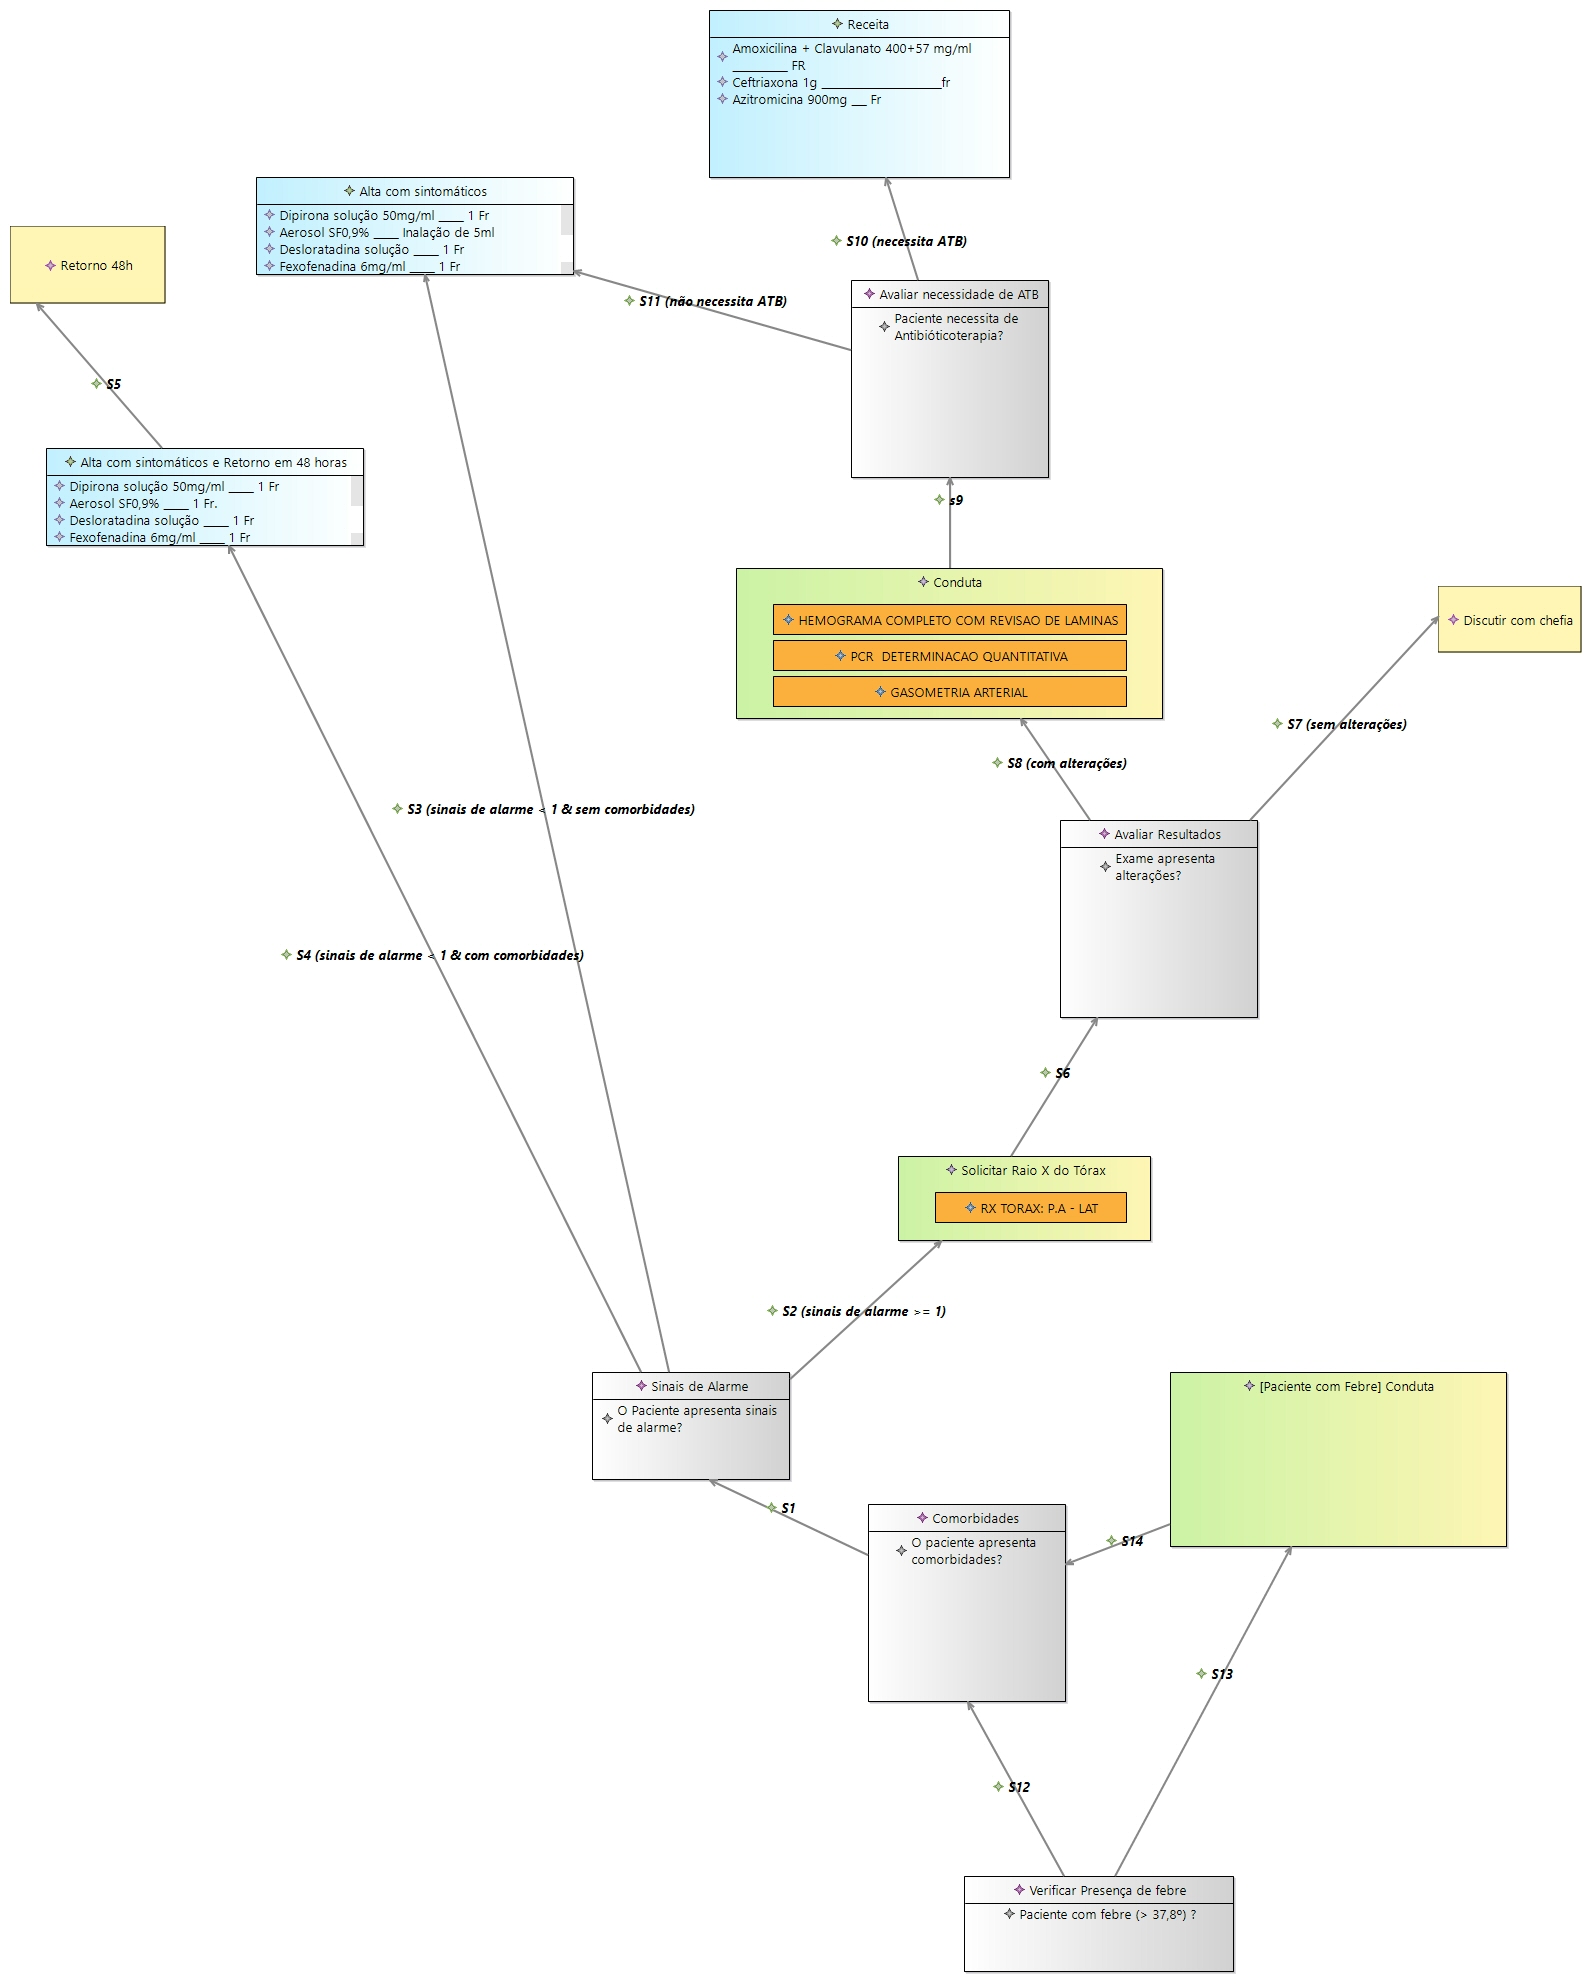 Receita
Amoxicilina + Clavulanato 400+57 mg/ml
_________ FR
Ceftriaxona 1g ____________________fr
Azitromicina 900mg __ Fr
Alta com sintomáticos
Dipirona solução 50mg/ml ____ 1 Fr
Aerosol SF0,9% ____ Inalação de 5ml
Desloratadina solução ____ 1 Fr
Fexofenadina 6mg/ml ____ 1 Fr
Retorno 48h
S10 (necessita ATB)
S11 (não necessita ATB)
Avaliar necessidade de ATB
Paciente necessita de
Antibióticoterapia?
S5
Alta com sintomáticos e Retorno em 48 horas
Dipirona solução 50mg/ml ____ 1 Fr
Aerosol SF0,9% ____ 1 Fr.
Desloratadina solução ____ 1 Fr
Fexofenadina 6mg/ml ____ 1 Fr
s9
Conduta
HEMOGRAMA COMPLETO COM REVISAO DE LAMINAS
PCR  DETERMINACAO QUANTITATIVA
GASOMETRIA ARTERIAL
Discutir com chefia
S7 (sem alterações)
S8 (com alterações)
S3 (sinais de alarme < 1 & sem comorbidades)
Avaliar Resultados
Exame apresenta
alterações?
S4 (sinais de alarme < 1 & com comorbidades)
S6
Solicitar Raio X do Tórax
RX TORAX: P.A - LAT
S2 (sinais de alarme >= 1)
Sinais de Alarme
O Paciente apresenta sinais
de alarme?
[Paciente com Febre] Conduta
S1
Comorbidades
O paciente apresenta
comorbidades?
S14
S13
S12
Verificar Presença de febre
Paciente com febre (> 37,8º) ?